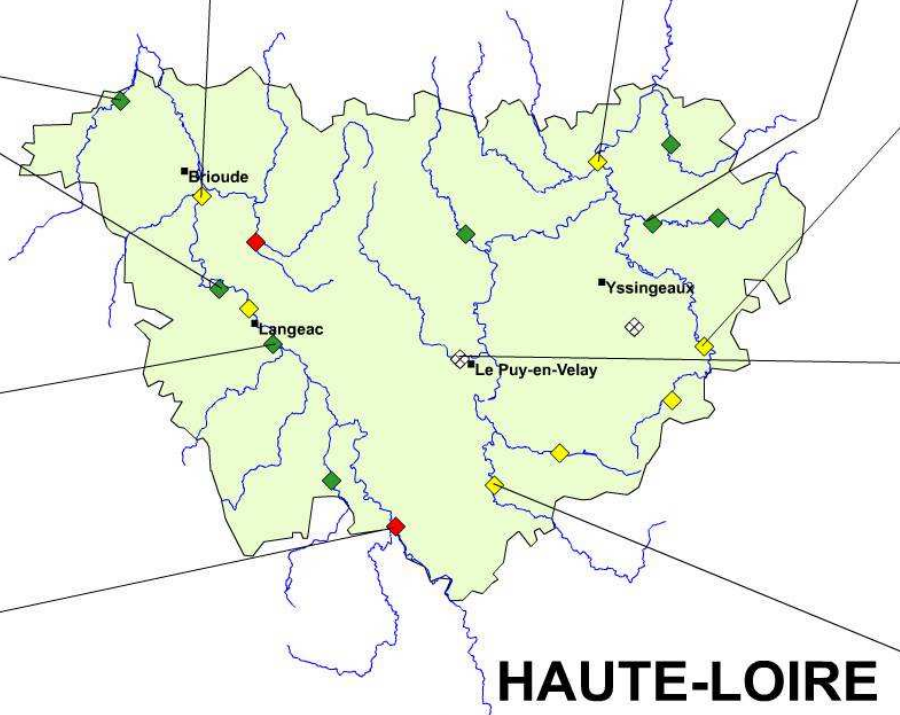 Brioude
Yssingeaux
Langeac
Le Puy-en-Velay
HAUTE-LOIRE